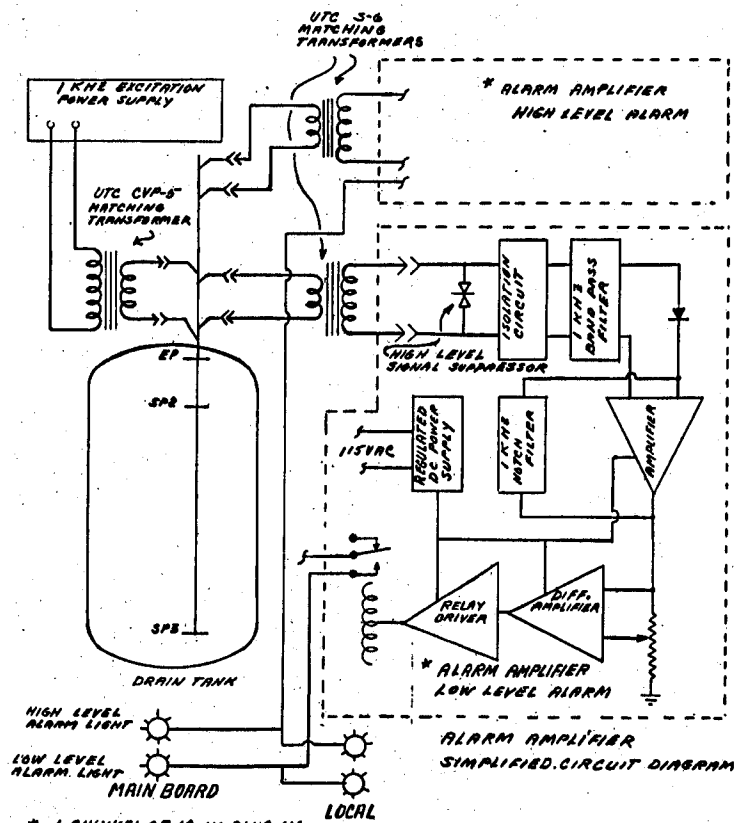 UTC S-6
MATCHING
TRANSFORMERS
1 KHZ EXCITATION
POWER SUPPLY
* ALARM AMPLIFIER
HIGH LEVEL ALARM
UTC CVP-5
MATCHING
TRANSFORMER
ISOLATION
CIRCUIT
1 KHZ
BAND PASS
FILTER
HIGH LEVEL
SIGNAL SUPPRESSOR
EP
SP2
115VAC
REGULATED
DC POWER
SUPPLY
1 KHZ
NOTCH
FILTER
AMPLIFIER
RELAY
DRIVER
DIFF.
AMPLIFIER
SP3
DRAIN TANK
* ALARM AMPLIFIER
LOW LEVEL ALARM
HIGH LEVEL
ALARM LIGHT
LOW LEVEL
ALARM LIGHT
MAIN BOARD
LOCAL
ALARM AMPLIFIER
SIMPLIFIED CIRCUIT DIAGRAM